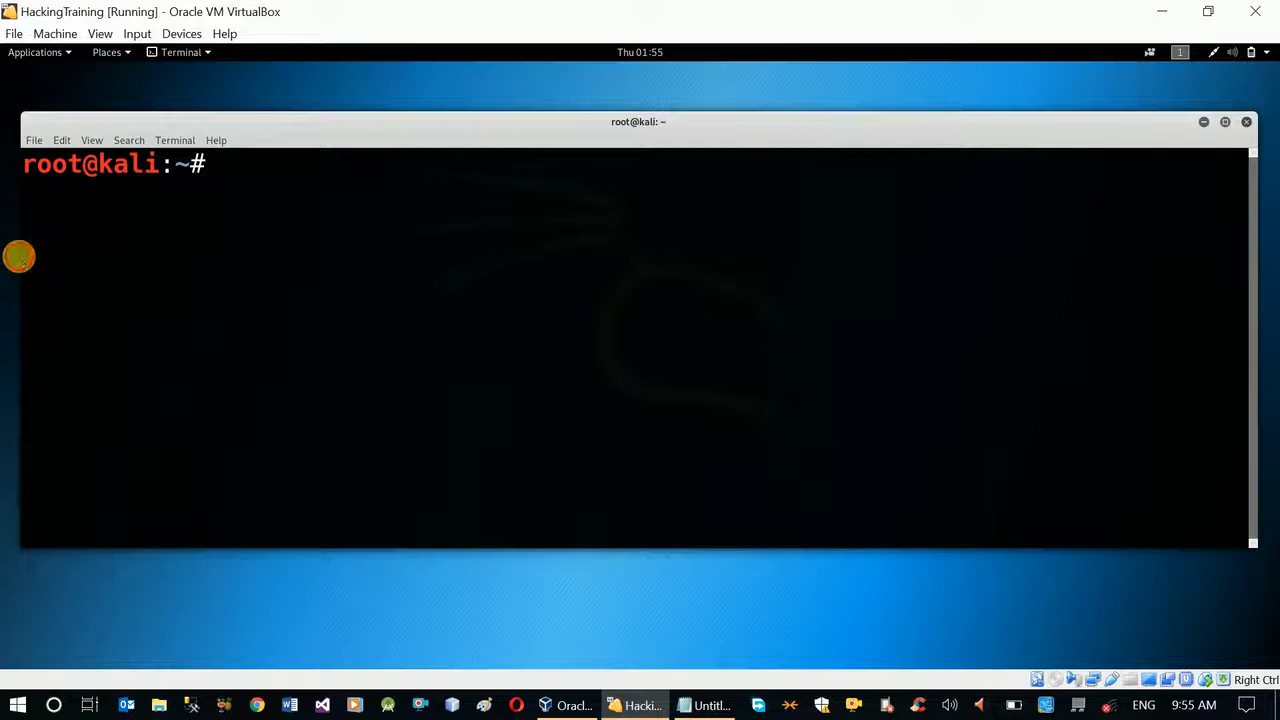 HackingTraining [Running] - Oracle VM VirtualBox
File Machine View Input Devices Help
Applications Places Terminal Thu 01:55 1
root@kali: ~
File Edit View Search Terminal Help
root@kali:~#
Right Ctrl
Oracl... Hacki... Untitl... ENG 9:55 AM